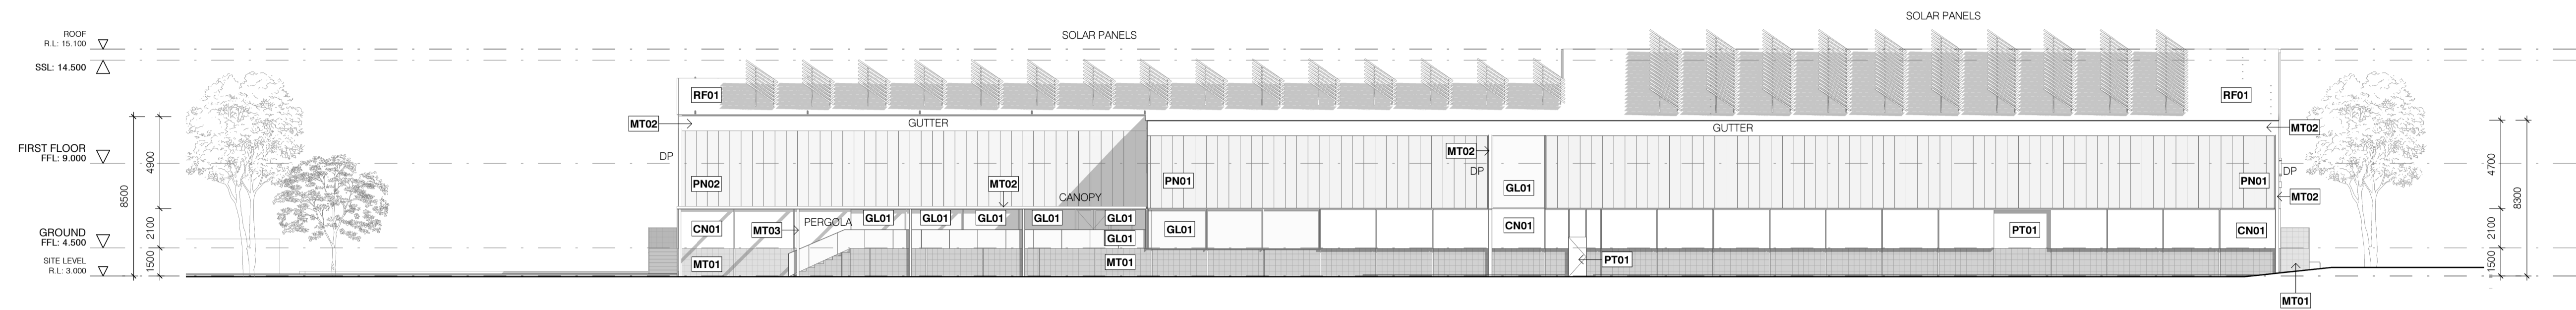 SOLAR PANELS
SOLAR PANELS
ROOF
R.L: 15.100
SSL: 14.500
RF01
RF01
MT02
GUTTER
GUTTER
MT02
FIRST FLOOR
FFL: 9.000
DP
MT02
DP
DP
4900
8500
PN02
MT02
CANOPY
PN01
GL01
PN01
MT02
4700
8300
GROUND
FFL: 4.500
2100
CN01
MT03
PERGOLA
GL01
GL01
GL01
GL01
GL01
GL01
GL01
CN01
PT01
CN01
2100
SITE LEVEL
R.L: 3.000
1500
MT01
MT01
PT01
1500
MT01